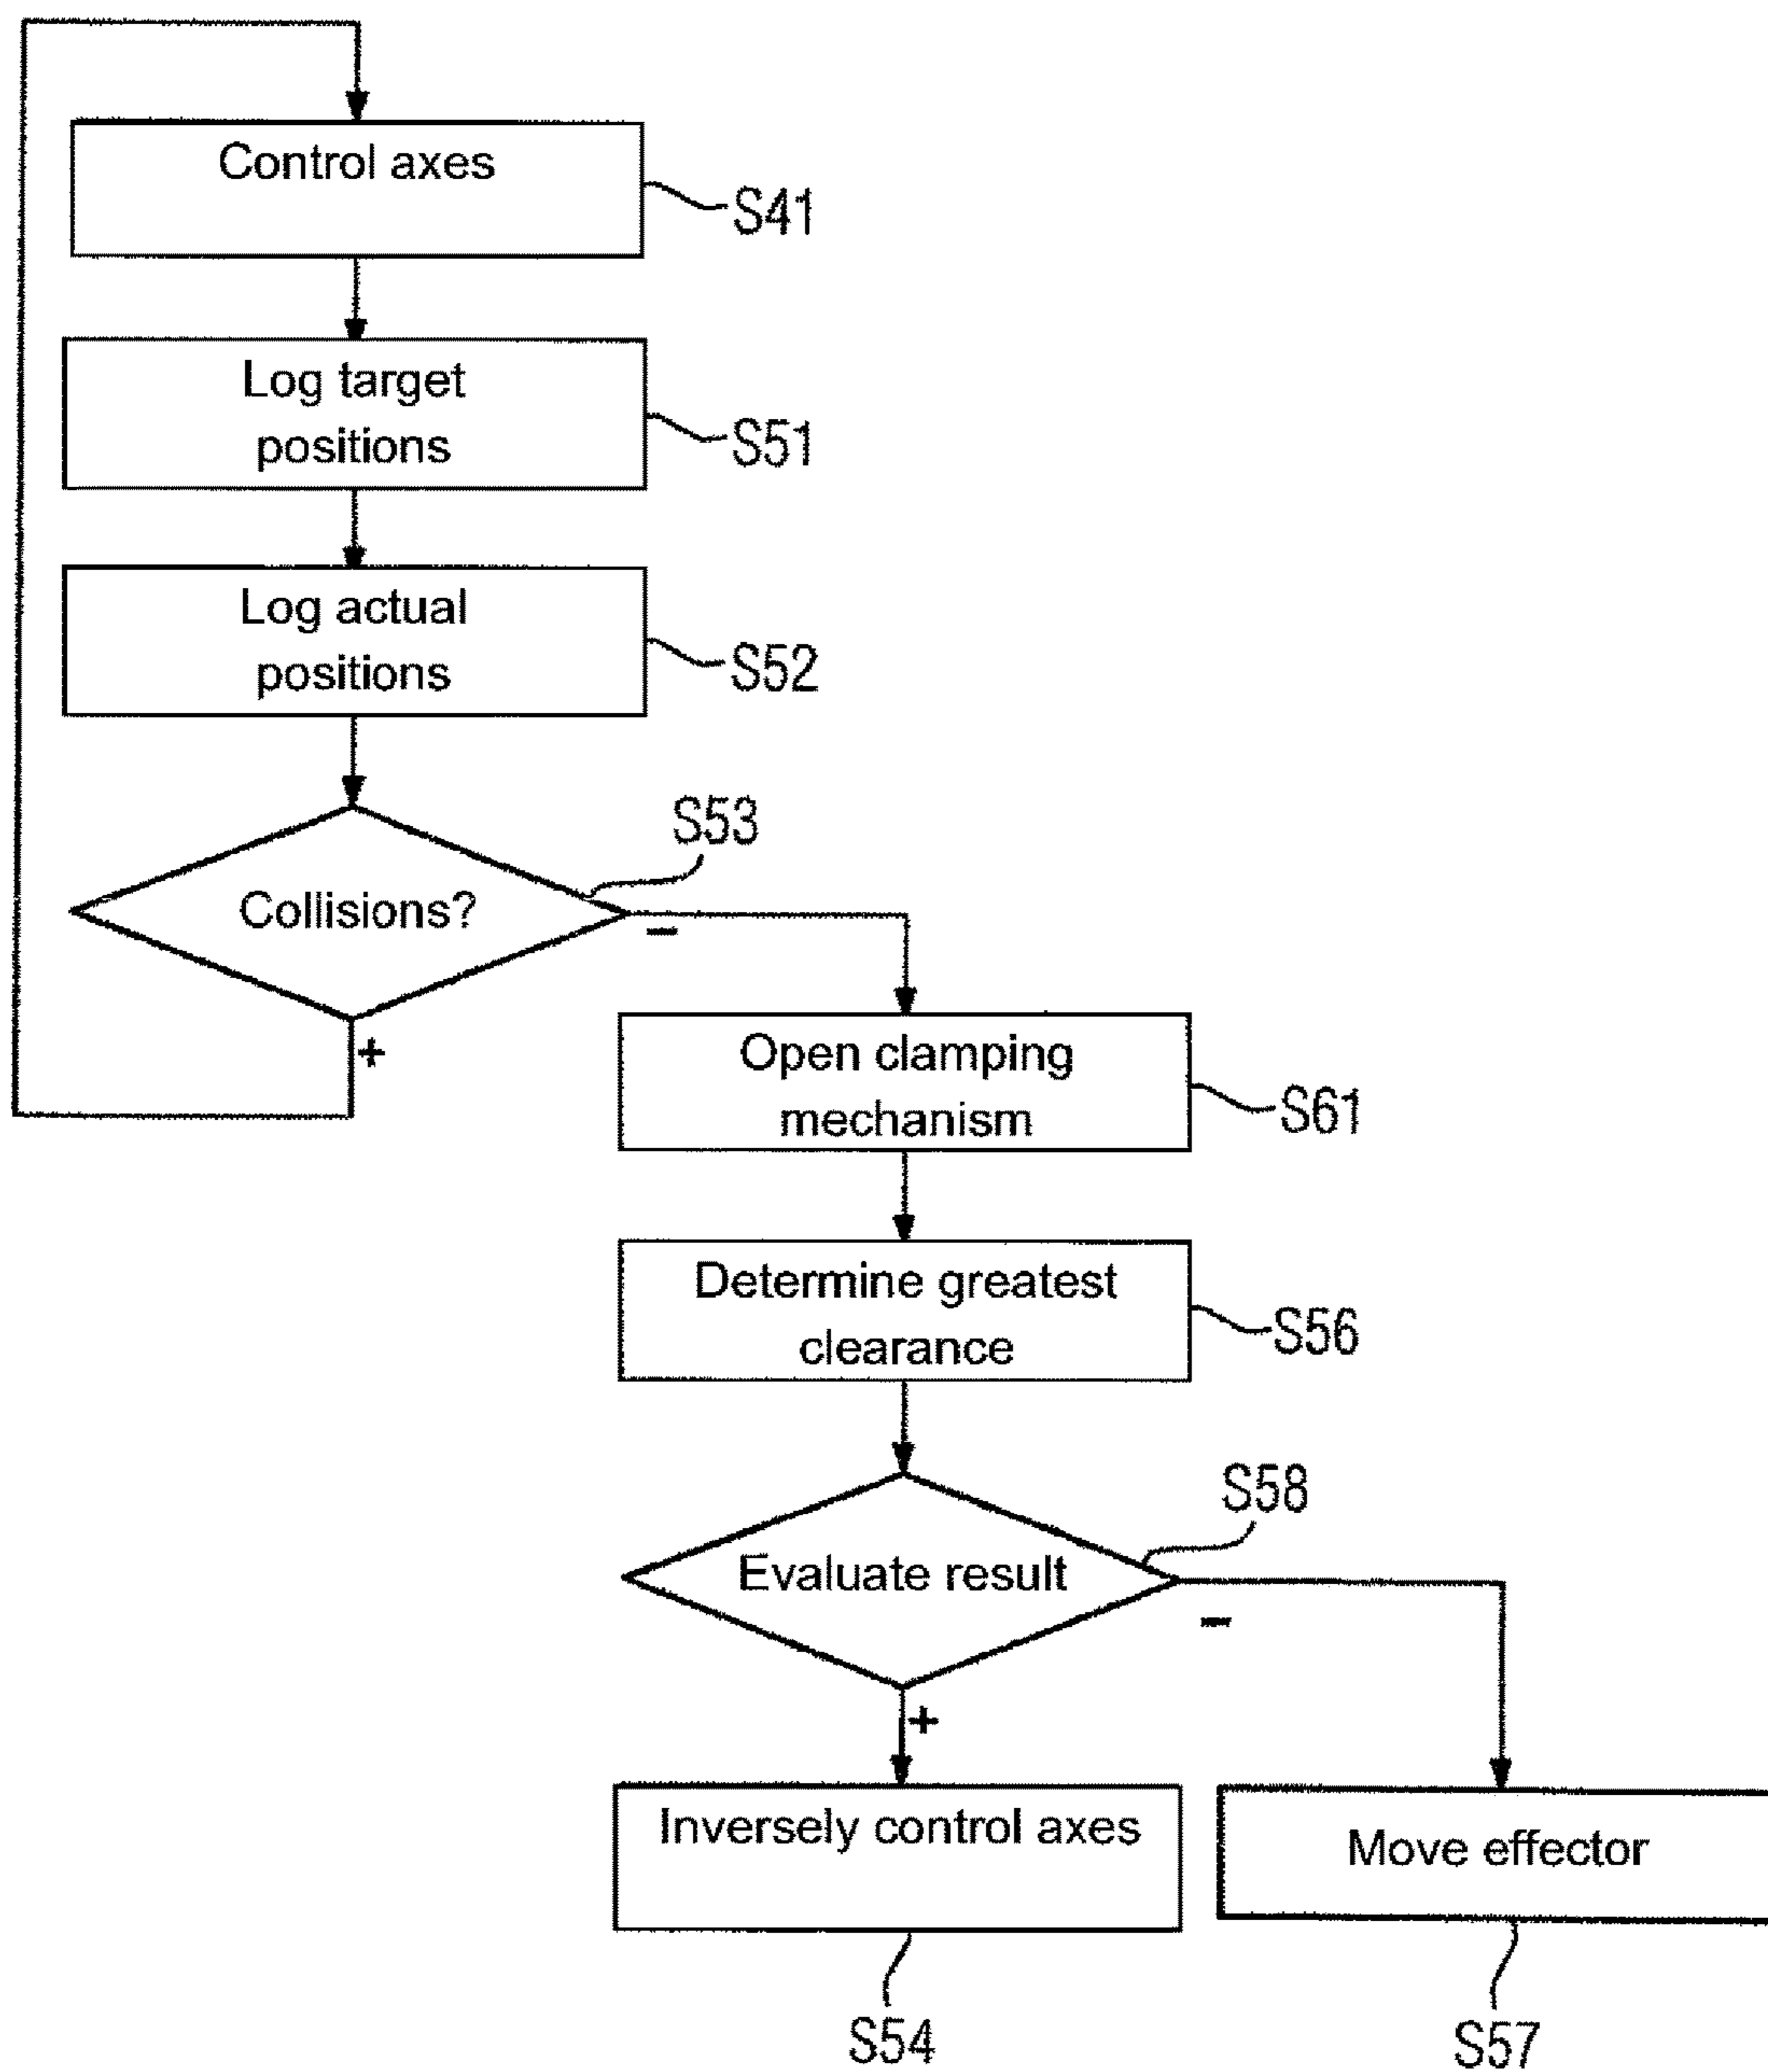 Control axes
S41
Log target
positions
S51
Log actual
positions
S52
S53
Collisions?
−
+
Open clamping
mechanism
S61
Determine greatest
clearance
S56
S58
Evaluate result
−
+
Inversely control axes
Move effector
S54
S57